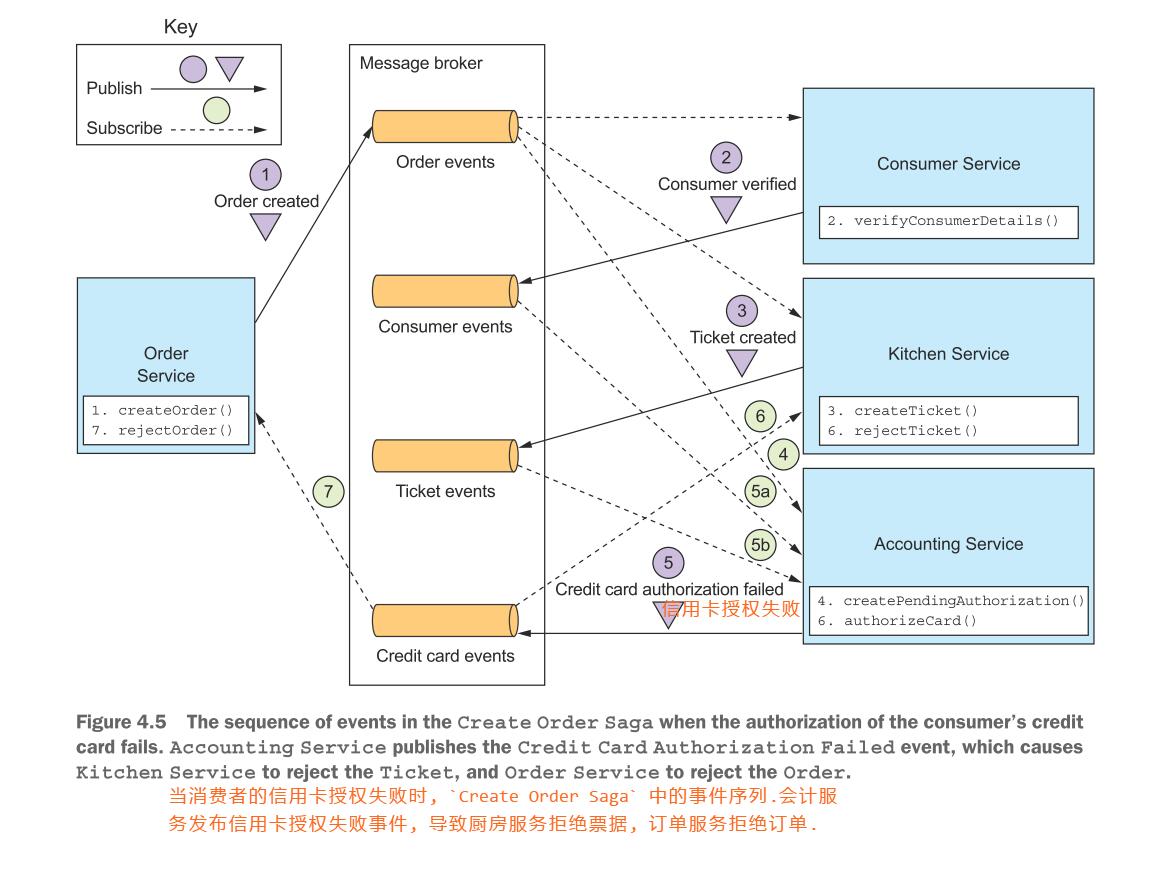 Key
Publish
Subscribe
Message broker
Order events
1
Order created
2
Consumer verified
Consumer Service
2. verifyConsumerDetails()
Consumer events
3
Ticket created
Order
Service
1. createOrder()
7. rejectOrder()
Kitchen Service
3. createTicket()
6. rejectTicket()
6
4
Ticket events
7
5a
5b
5
Credit card authorization failed
信用卡授权失败
Accounting Service
4. createPendingAuthorization()
6. authorizeCard()
Credit card events
Figure 4.5 The sequence of events in the Create Order Saga when the authorization of the consumer's credit
card fails. Accounting Service publishes the Credit Card Authorization Failed event, which causes
Kitchen Service to reject the Ticket, and Order Service to reject the Order.
当消费者的信用卡授权失败时, `Create Order Saga` 中的事件序列.会计服
务发布信用卡授权失败事件, 导致厨房服务拒绝票据, 订单服务拒绝订单.